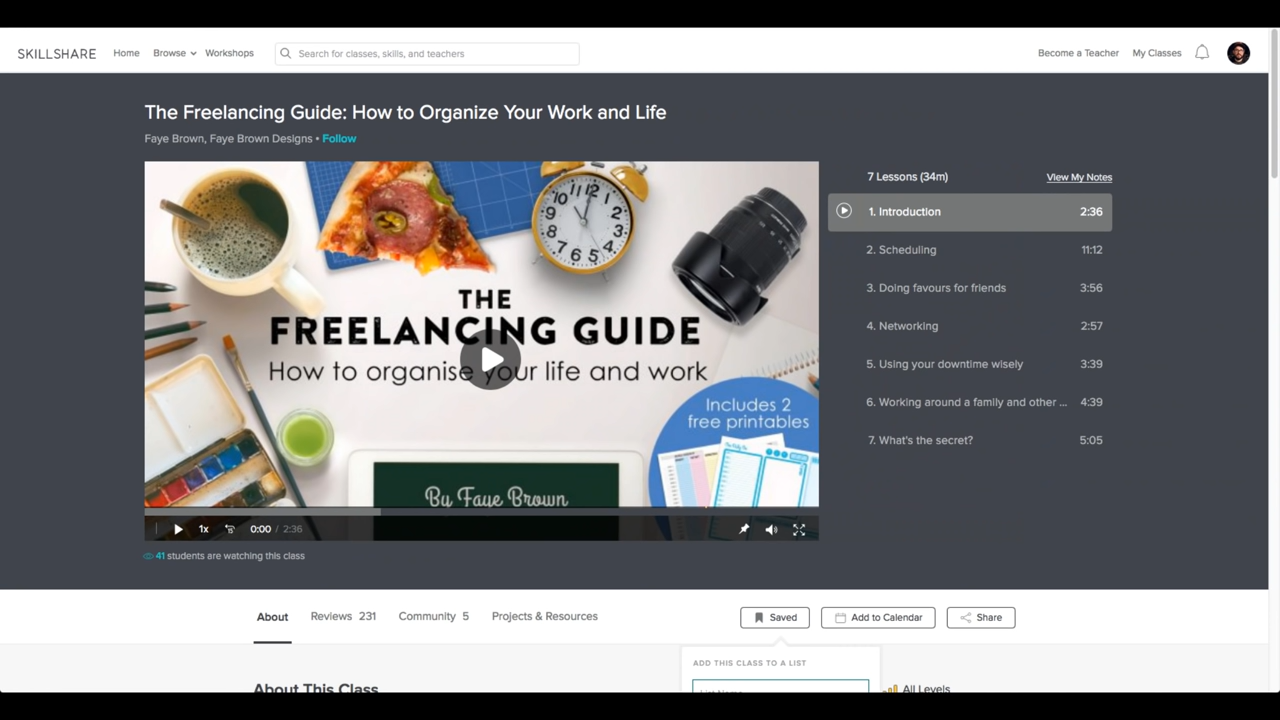 SKILLSHARE Home Browse Workshops Search for classes, skills, and teachers Become a Teacher My Classes
The Freelancing Guide: How to Organize Your Work and Life
Faye Brown, Faye Brown Designs • Follow
THE
FREELANCING GUIDE
How to organise your life and work
Includes 2
free printables
By Faye Brown
1x 0:00 / 2:36
41 students are watching this class
7 Lessons (34m) View My Notes
1. Introduction 2:36
2. Scheduling 11:12
3. Doing favours for friends 3:56
4. Networking 2:57
5. Using your downtime wisely 3:39
6. Working around a family and other ... 4:39
7. What's the secret? 5:05
About Reviews 231 Community 5 Projects & Resources Saved Add to Calendar Share
ADD THIS CLASS TO A LIST
List Name
About This Class All Levels